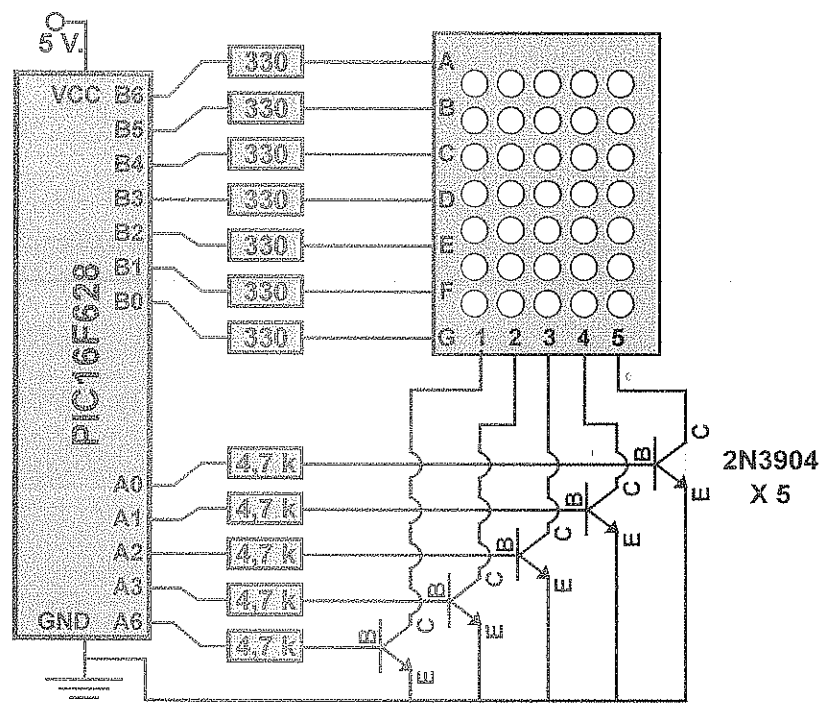 5 V.
VCC B6 330 A
B5 330 B
B4 330 C
B3 330 D
B2 330 E
B1 330 F
B0 330 G
1 2 3 4 5
PIC16F628
A0 4,7 k B C E
A1 4,7 k B C E
A2 4,7 k B C E
A3 4,7 k B C E
GND A6 4,7 k B C E
2N3904
X 5